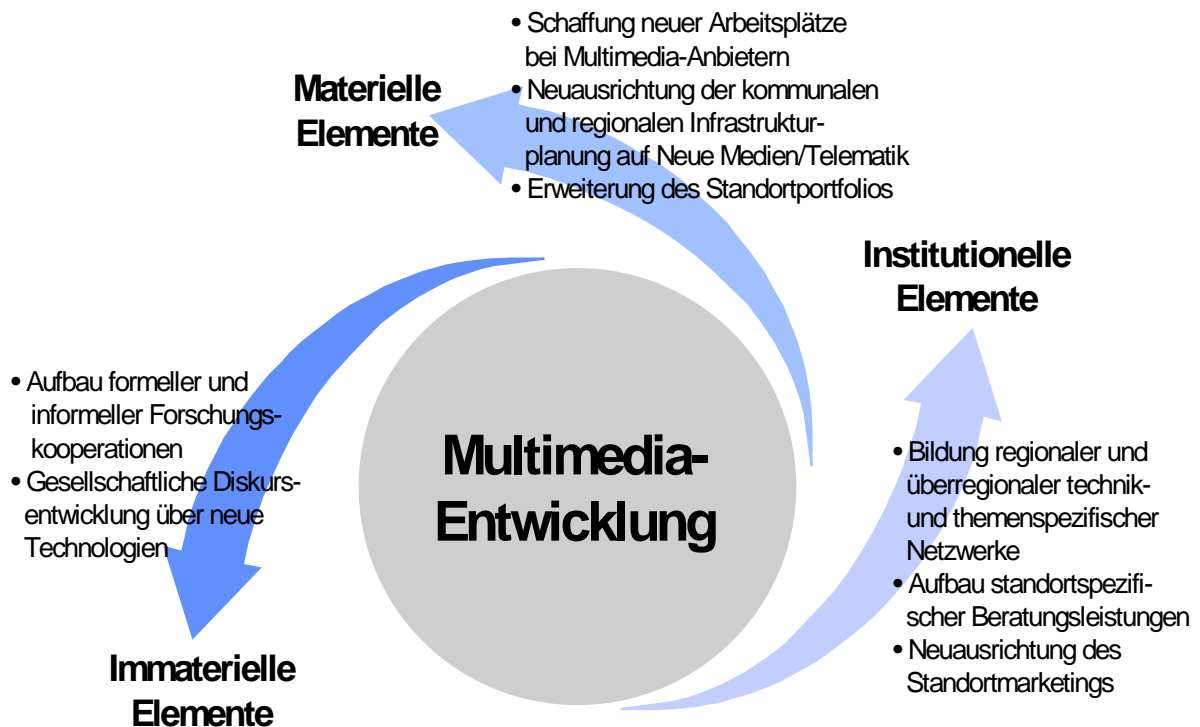 • Schaffung neuer Arbeitsplätze
bei Multimedia-Anbietern
• Neuausrichtung der kommunalen
und regionalen Infrastruktur-
planung auf Neue Medien/Telematik
• Erweiterung des Standortportfolios
Materielle
Elemente
Institutionelle
Elemente
• Aufbau formeller und
informeller Forschungs-
kooperationen
• Gesellschaftliche Diskurs-
entwicklung über neue
Technologien
Multimedia-
Entwicklung
• Bildung regionaler und
überregionaler technik-
und themenspezifischer
Netzwerke
• Aufbau standortspezifi-
scher Beratungsleistungen
• Neuausrichtung des
Standortmarketings
Immaterielle
Elemente